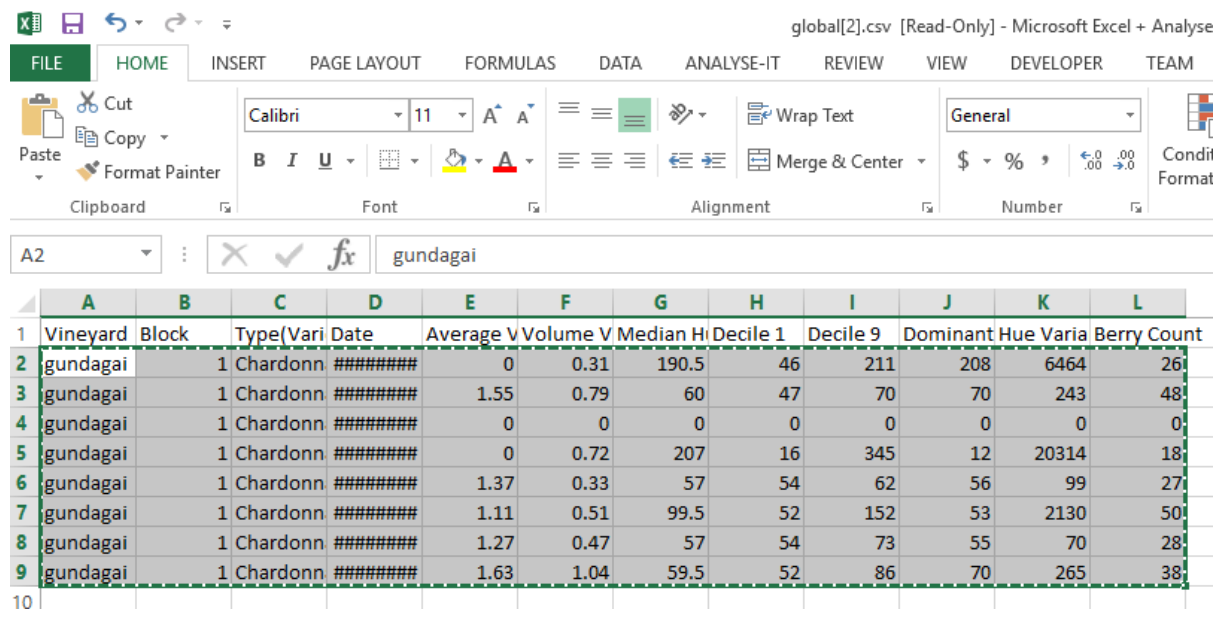 global[2].csv [Read-Only] - Microsoft Excel + Analyse
FILE HOME INSERT PAGE LAYOUT FORMULAS DATA ANALYSE-IT REVIEW VIEW DEVELOPER TEAM
Cut
Copy
Format Painter
Paste
Clipboard
Calibri 11
B I U A
Font
Wrap Text
Merge & Center
Alignment
General
$ % , .00 .0
Number
Condit
Format
A2 fx gundagai
A B C D E F G H I J K L
1 Vineyard Block Type(Vari Date Average V Volume V Median Hu Decile 1 Decile 9 Dominant Hue Varia Berry Count
2 gundagai 1 Chardonn ######## 0 0.31 190.5 46 211 208 6464 26
3 gundagai 1 Chardonn ######## 1.55 0.79 60 47 70 70 243 48
4 gundagai 1 Chardonn ######## 0 0 0 0 0 0 0 0
5 gundagai 1 Chardonn ######## 0 0.72 207 16 345 12 20314 18
6 gundagai 1 Chardonn ######## 1.37 0.33 57 54 62 56 99 27
7 gundagai 1 Chardonn ######## 1.11 0.51 99.5 52 152 53 2130 50
8 gundagai 1 Chardonn ######## 1.27 0.47 57 54 73 55 70 28
9 gundagai 1 Chardonn ######## 1.63 1.04 59.5 52 86 70 265 38
10